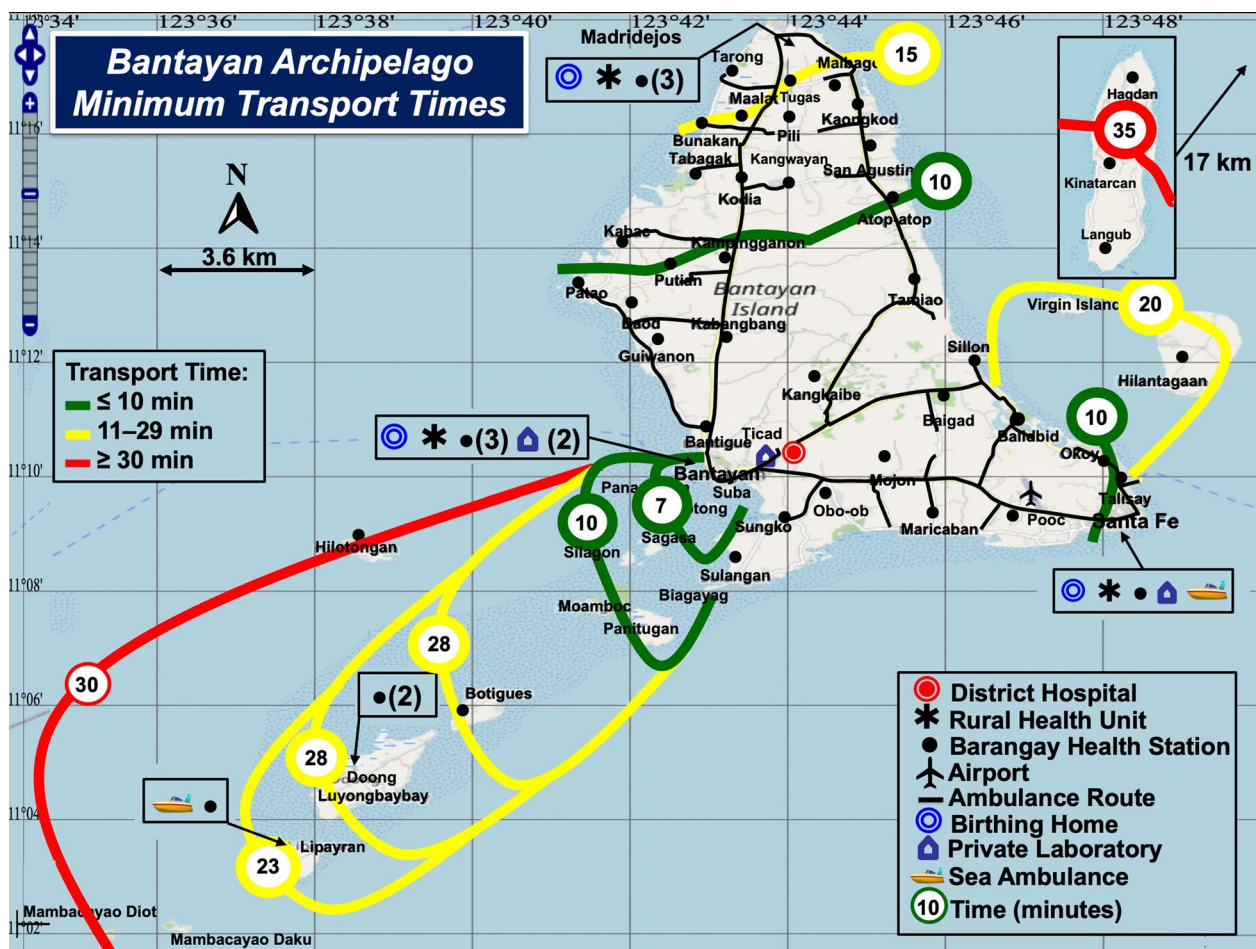 123°34'
123°36'
123°38'
123°40'
123°42'
123°44'
123°46'
123°48'
Bantayan Archipelago
Minimum Transport Times
Madridejos
(3)
Tarong
15
Maalat
Tugas
Kaongkod
Bunakan
Pili
Tabagak
Kangwayan
San Agustin
Kodia
10
Atop-atop
Hagdan
35
Kinatarcan
Langub
17 km
11°16'
N
3.6 km
11°14'
Kabac
Kampingganon
Putian
Patao
Bantayan
Island
Tamiao
Baod
Kabangbang
Guiwanon
Virgin Island
20
Hilantagaan
11°12'
Transport Time:
≤ 10 min
11–29 min
≥ 30 min
Sillon
Kangkaibe
Baigad
Balidbid
10
Okoy
(3)
(2)
Bantigue
Ticad
11°10'
Bantayan
Suba
Mojon
Talisay
Santa Fe
7
10
Silagon
Sagasa
Sungko
Obo-ob
Maricaban
Pooc
Hilotongan
Sulangan
11°08'
Moamboc
Biagayag
Panitugan
28
30
11°06'
(2)
Botigues
28
Doong
Luyongbaybay
11°04'
Lipayran
23
Mambacayao Diot
11°02'
Mambacayao Daku
District Hospital
Rural Health Unit
Barangay Health Station
Airport
Ambulance Route
Birthing Home
Private Laboratory
Sea Ambulance
10
Time (minutes)